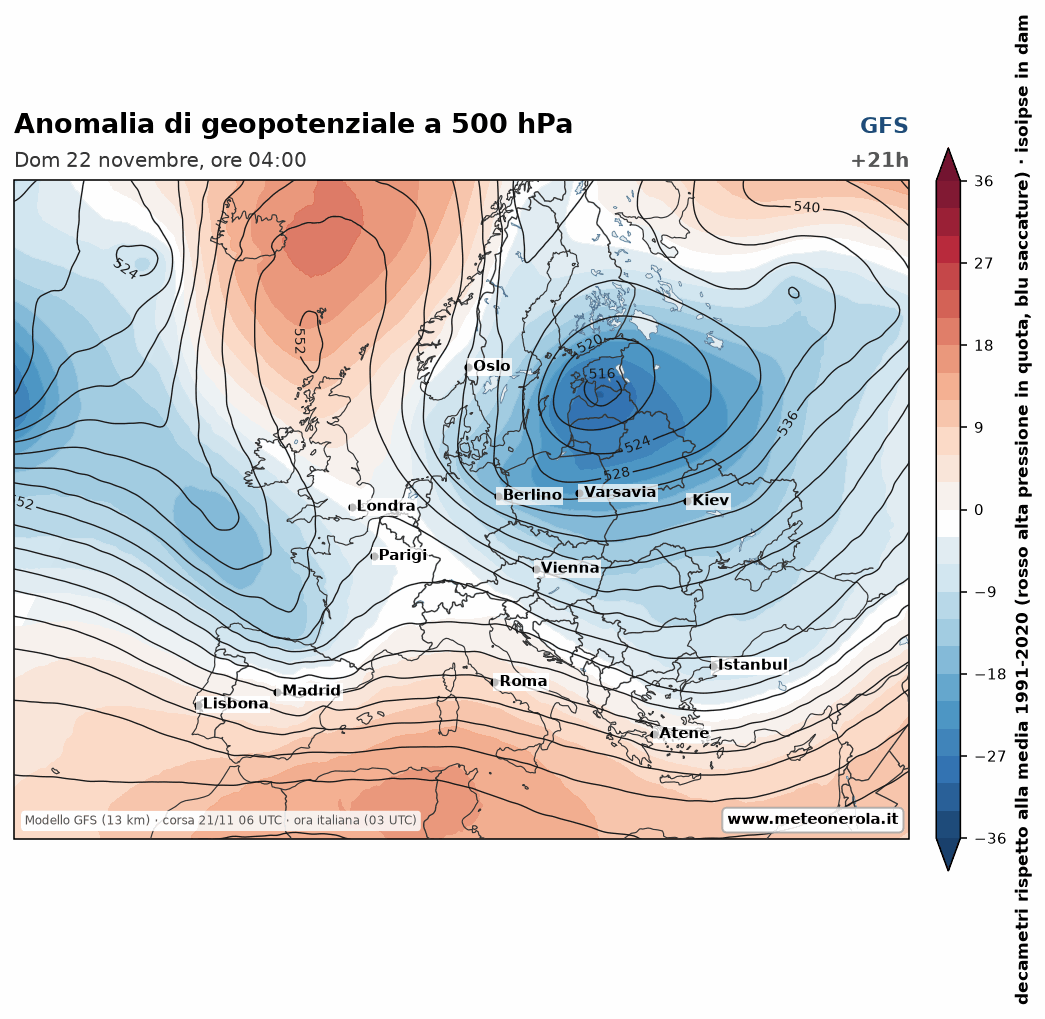 Anomalia di geopotenziale a 500 hPa
GFS
Dom 22 novembre, ore 04:00
+21h
540
524
552
Oslo
520
516
536
524
528
552
Berlino
Varsavia
Kiev
Londra
Parigi
Vienna
Istanbul
Roma
Madrid
Lisbona
Atene
Modello GFS (13 km) · corsa 21/11 06 UTC · ora italiana (03 UTC)
www.meteonerola.it
36
27
18
9
0
−9
−18
−27
−36
decametri rispetto alla media 1991-2020 (rosso alta pressione in quota, blu saccature) · isoipse in dam